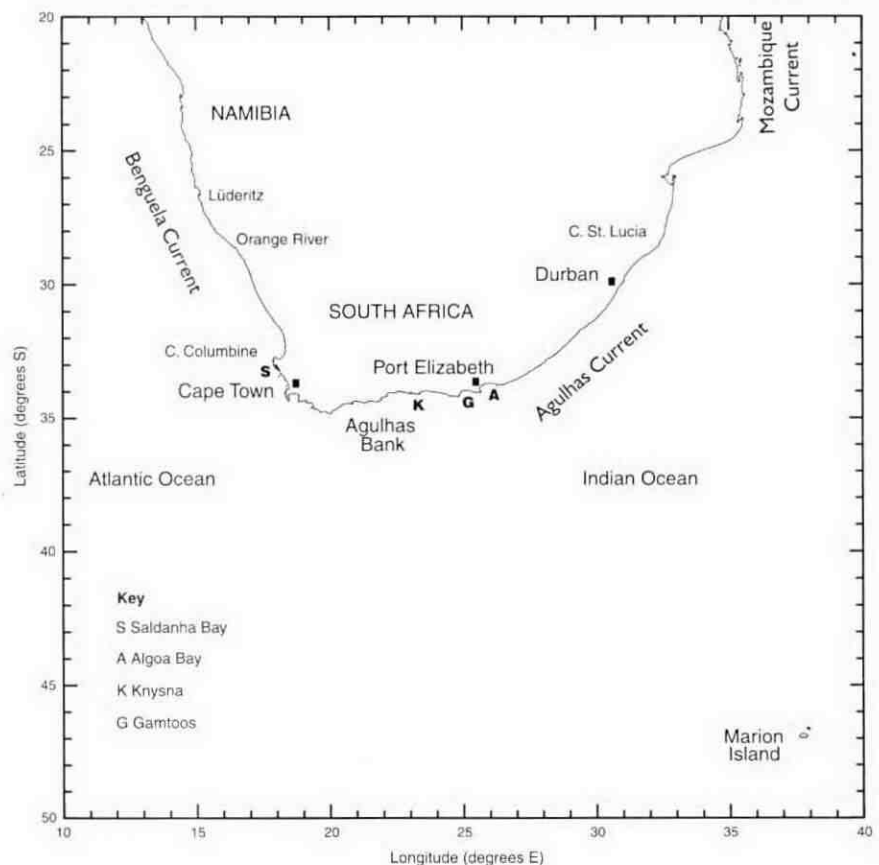 20
25
30
35
40
45
50
10
15
20
25
30
35
40
Latitude (degrees S)
Longitude (degrees E)
NAMIBIA
Mozambique
Current
Benguela Current
Lüderitz
Orange River
C. St. Lucia
Durban
SOUTH AFRICA
C. Columbine
S
Port Elizabeth
Cape Town
K
G
A
Agulhas Current
Agulhas
Bank
Atlantic Ocean
Indian Ocean
Key
S Saldanha Bay
A Algoa Bay
K Knysna
G Gamtoos
Marion
Island